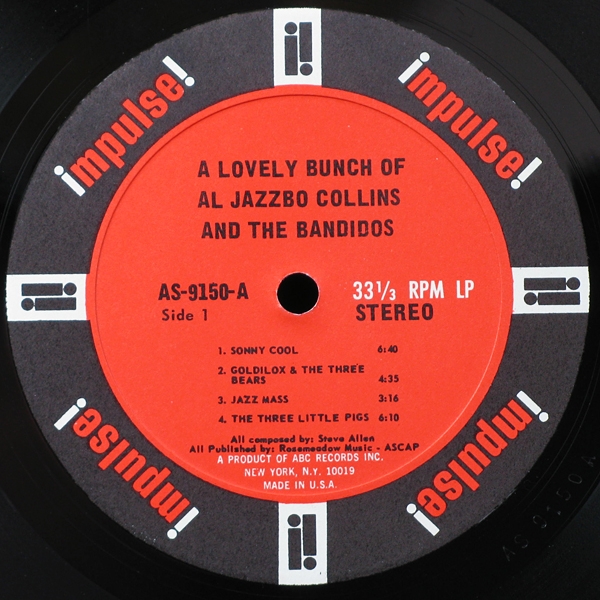 impulse!
impulse!
A LOVELY BUNCH OF
AL JAZZBO COLLINS
AND THE BANDIDOS
AS-9150-A
Side 1
33 1/3 RPM LP
STEREO
1. SONNY COOL 6:40
2. GOLDILOX & THE THREE
BEARS 4:35
3. JAZZ MASS 3:16
4. THE THREE LITTLE PIGS 6:10
All composed by: Steve Allen
All Published by: Rosemeadow Music - ASCAP
A PRODUCT OF ABC RECORDS INC.
NEW YORK, N.Y. 10019
MADE IN U.S.A.
impulse!
impulse!